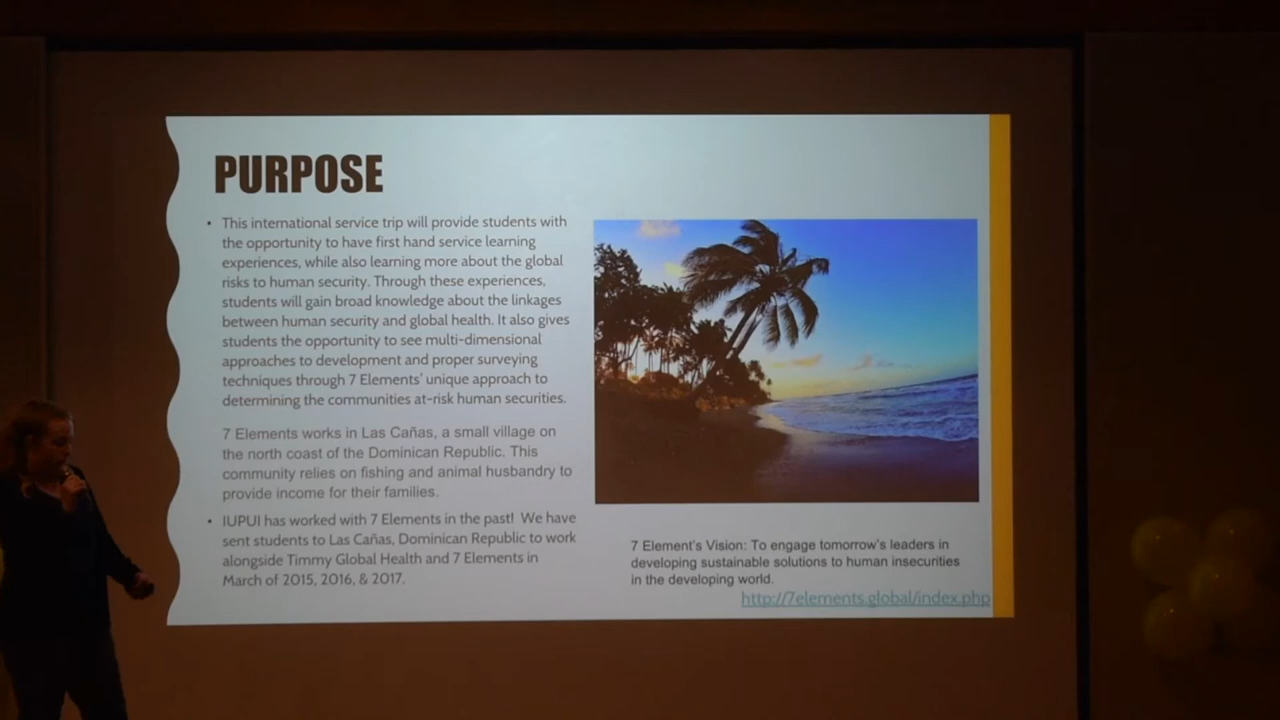 PURPOSE
• This international service trip will provide students with
the opportunity to have first hand service learning
experiences, while also learning more about the global
risks to human security. Through these experiences,
students will gain broad knowledge about the linkages
between human security and global health. It also gives
students the opportunity to see multi-dimensional
approaches to development and proper surveying
techniques through 7 Elements' unique approach to
determining the communities at-risk human securities.
7 Elements works in Las Cañas, a small village on
the north coast of the Dominican Republic. This
community relies on fishing and animal husbandry to
provide income for their families.
• IUPUI has worked with 7 Elements in the past! We have
sent students to Las Cañas, Dominican Republic to work
alongside Timmy Global Health and 7 Elements in
March of 2015, 2016, & 2017.
7 Element's Vision: To engage tomorrow's leaders in
developing sustainable solutions to human insecurities
in the developing world.
http://7elements.global/index.php